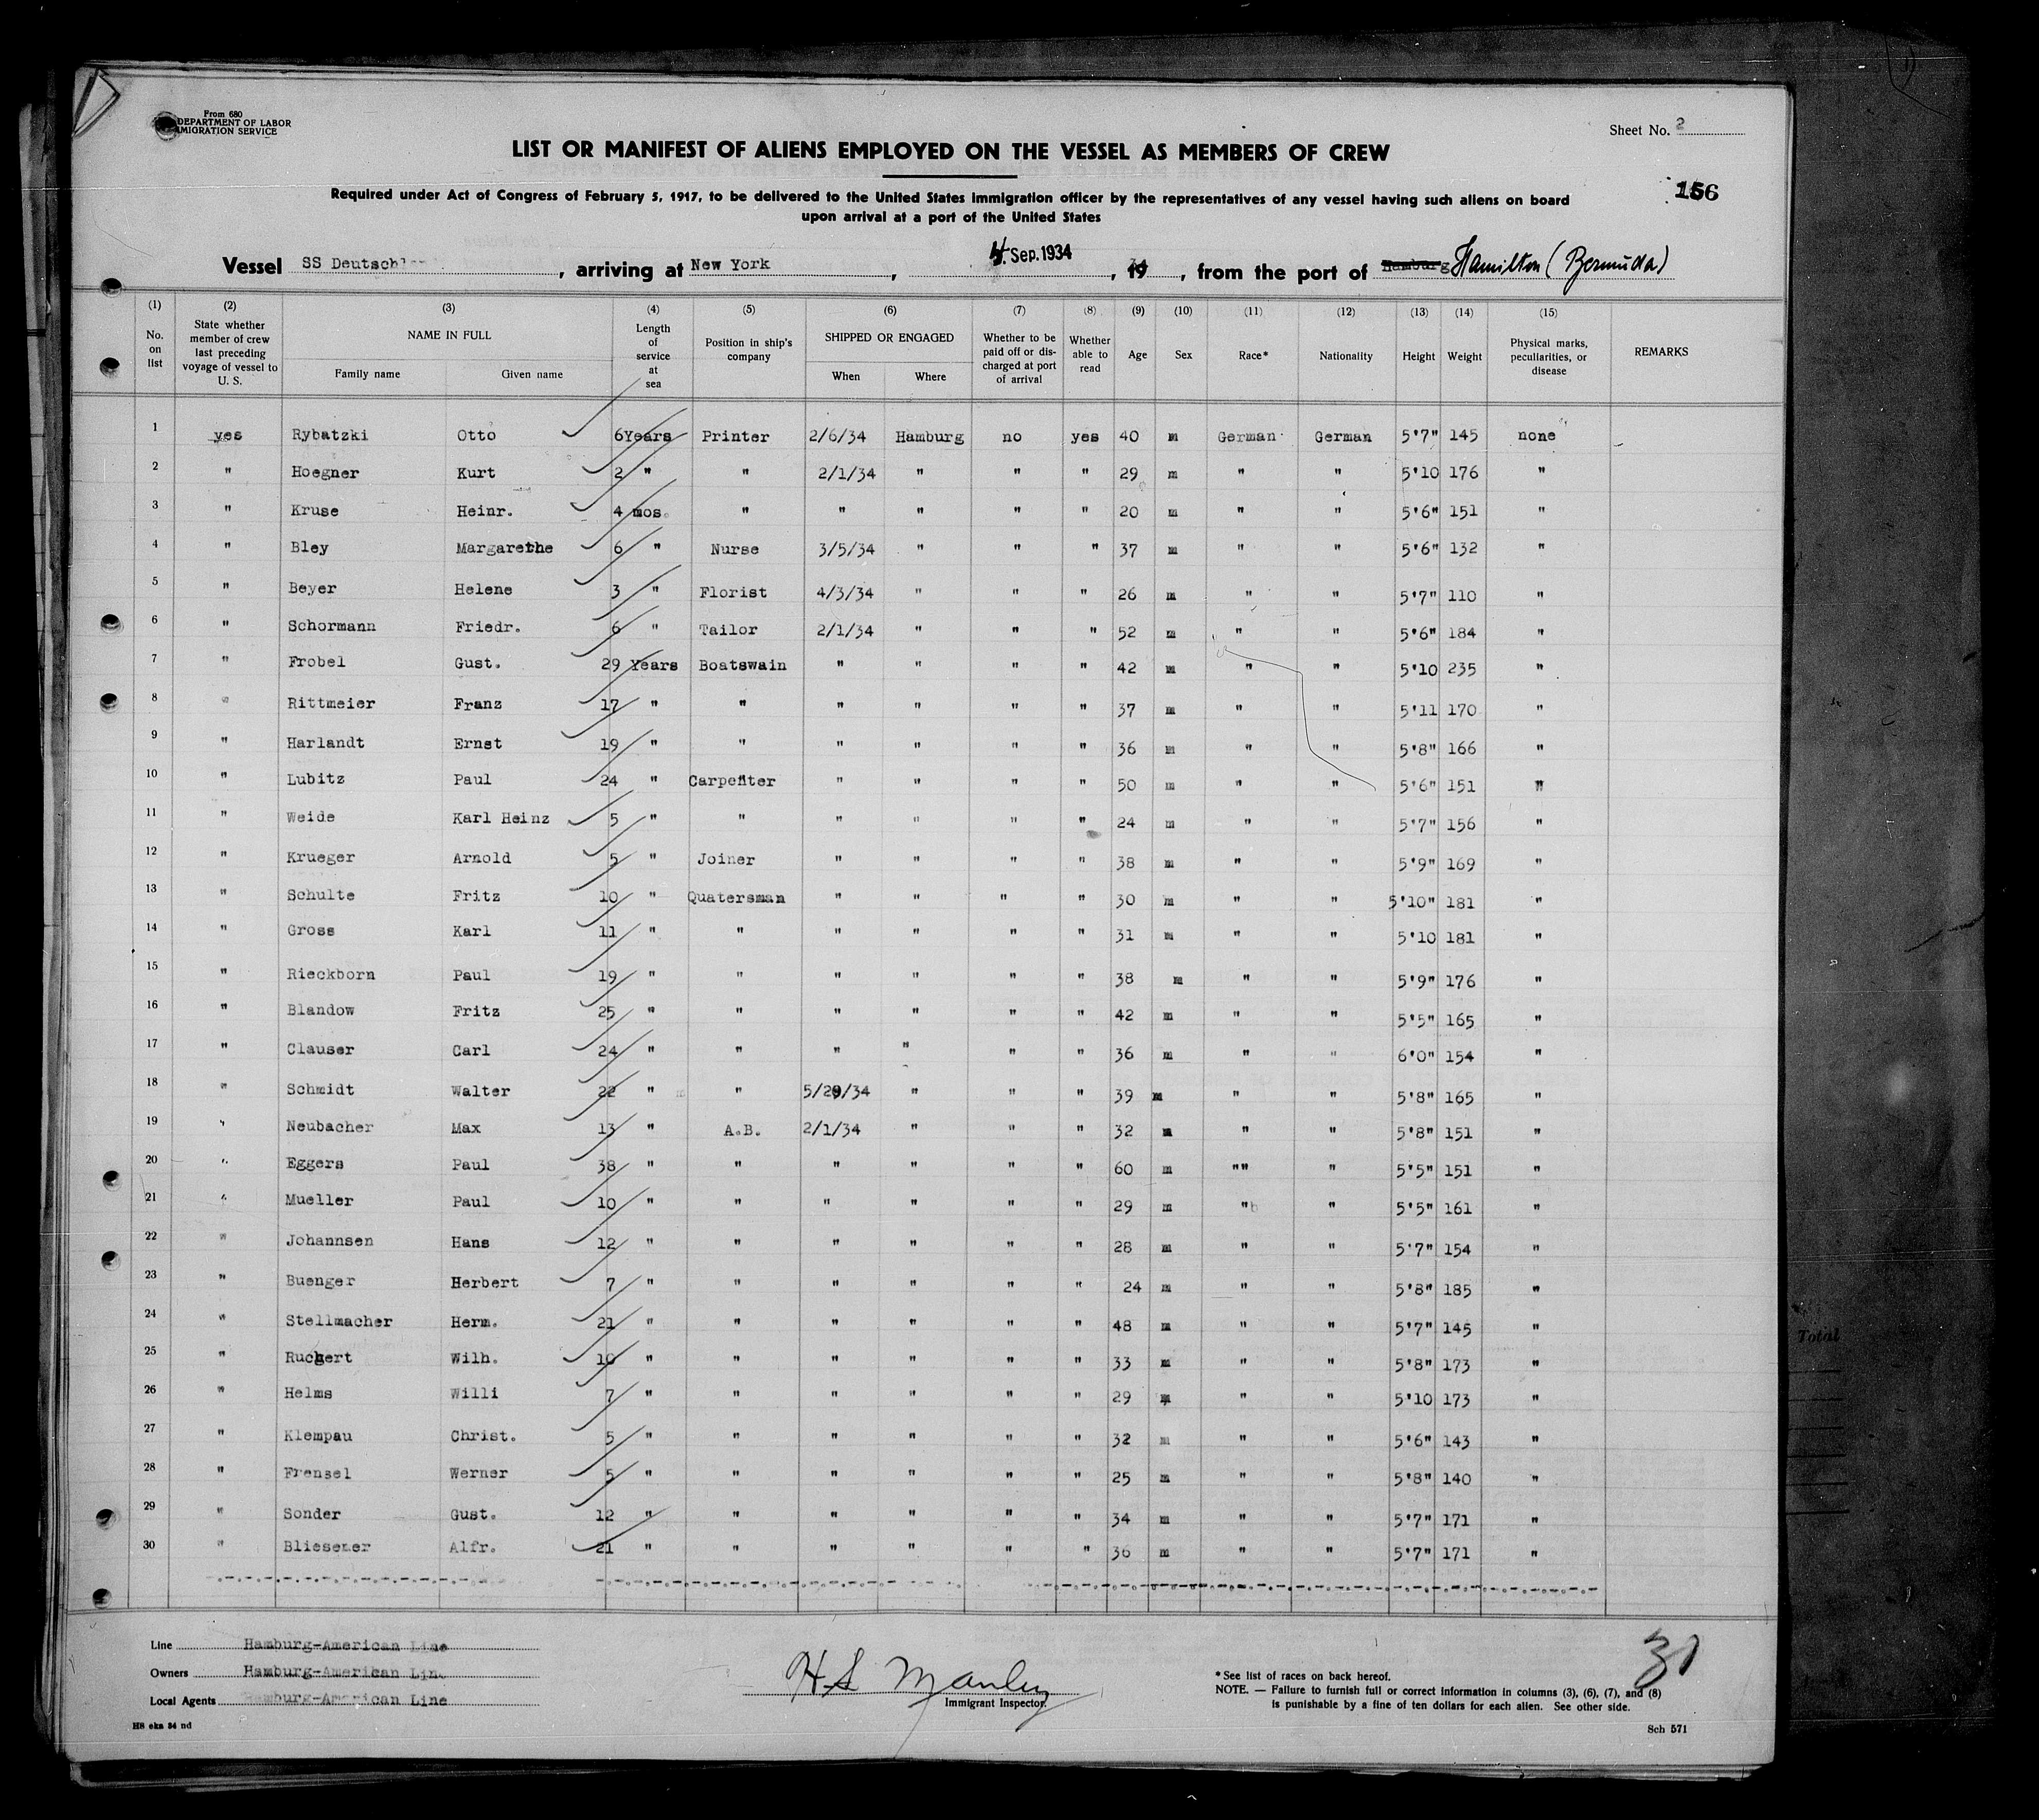 From 680
DEPARTMENT OF LABOR
IMIGRATION SERVICE
Sheet No. 2
LIST OR MANIFEST OF ALIENS EMPLOYED ON THE VESSEL AS MEMBERS OF CREW
156
Required under Act of Congress of February 5, 1917, to be delivered to the United States immigration officer by the representatives of any vessel having such aliens on board
upon arrival at a port of the United States
Vessel SS Deutschlan, arriving at New York, Sep. 1934, 19 34, from the port of Hamburg Hamilton (Bermuda)
(1) (2) (3) (4) (5) (6) (7) (8) (9) (10) (11) (12) (13) (14) (15)
No. on list State whether member of crew last preceding voyage of vessel to U. S. NAME IN FULL Family name Given name Length of service at sea Position in ship's company SHIPPED OR ENGAGED When Where Whether to be paid off or dis-charged at port of arrival Whether able to read Age Sex Race* Nationality Height Weight Physical marks, peculiarities, or disease REMARKS
1 yes Rybatzki Otto 6Years Printer 2/6/34 Hamburg no yes 40 m German German 5'7" 145 none
2 " Hoegner Kurt 2 " " 2/1/34 " " " 29 m " " 5'10 176 "
3 " Kruse Heinr. 4 mos. " " " " " 20 m " " 5'6" 151 "
4 " Bley Margarethe 6 " Nurse 3/5/34 " " " 37 m " " 5'6" 132 "
5 " Beyer Helene 3 " Florist 4/3/34 " " " 26 m " " 5'7" 110 "
6 " Schormann Friedr. 6 " Tailor 2/1/34 " " " 52 m " " 5'6" 184 "
7 " Frobel Gust. 29 Years Boatswain " " " " 42 m " " 5'10 235 "
8 " Rittmeier Franz 17 " " " " " " 37 m " " 5'11 170 "
9 " Harlandt Ernst 19 " " " " " " 36 m " " 5'8" 166 "
10 " Lubitz Paul 24 " Carpenter " " " " 50 m " " 5'6" 151 "
11 " Weide Karl Heinz 5 " " " " " " 24 m " " 5'7" 156 "
12 " Krueger Arnold 5 " Joiner " " " " 38 m " " 5'9" 169 "
13 " Schulte Fritz 10 " Quatersman " " " " 30 m " " 5'10" 181 "
14 " Gross Karl 11 " " " " " " 31 m " " 5'10 181 "
15 " Rieckborn Paul 19 " " " " " " 38 m " " 5'9" 176 "
16 " Blandow Fritz 25 " " " " " " 42 m " " 5'5" 165 "
17 " Clauser Carl 24 " " " " " " 36 m " " 6'0" 154 "
18 " Schmidt Walter 22 " " 5/29/34 " " " 39 m " " 5'8" 165 "
19 " Neubacher Max 13 " A.B. 2/1/34 " " " 32 m " " 5'8" 151 "
20 " Eggers Paul 38 " " " " " " 60 m "" " 5'5" 151 "
21 " Mueller Paul 10 " " " " " " 29 m " " 5'5" 161 "
22 " Johannsen Hans 12 " " " " " " 28 m " " 5'7" 154 "
23 " Buenger Herbert 7 " " " " " " 24 m " " 5'8" 185 "
24 " Stellmacher Herm. 21 " " " " " " 48 m " " 5'7" 145 "
25 " Ruckert Wilh. 10 " " " " " " 33 m " " 5'8" 173 "
26 " Helms Willi 7 " " " " " " 29 m " " 5'10 173 "
27 " Klempau Christ. 5 " " " " " " 32 m " " 5'6" 143 "
28 " Frensel Werner 5 " " " " " " 25 m " " 5'8" 140 "
29 " Sonder Gust. 12 " " " " " " 34 m " " 5'7" 171 "
30 " Bliesener Alfr. 21 " " " " " " 36 m " " 5'7" 171 "
Line Hamburg-American Line
Owners Hamburg-American Line
Local Agents Hamburg-American Line
HS eka 34 nd
HS Manley
Immigrant Inspector.
30
* See list of races on back hereof.
NOTE. — Failure to furnish full or correct information in columns (3), (6), (7), and (8)
is punishable by a fine of ten dollars for each alien. See other side.
Sch 571
Total